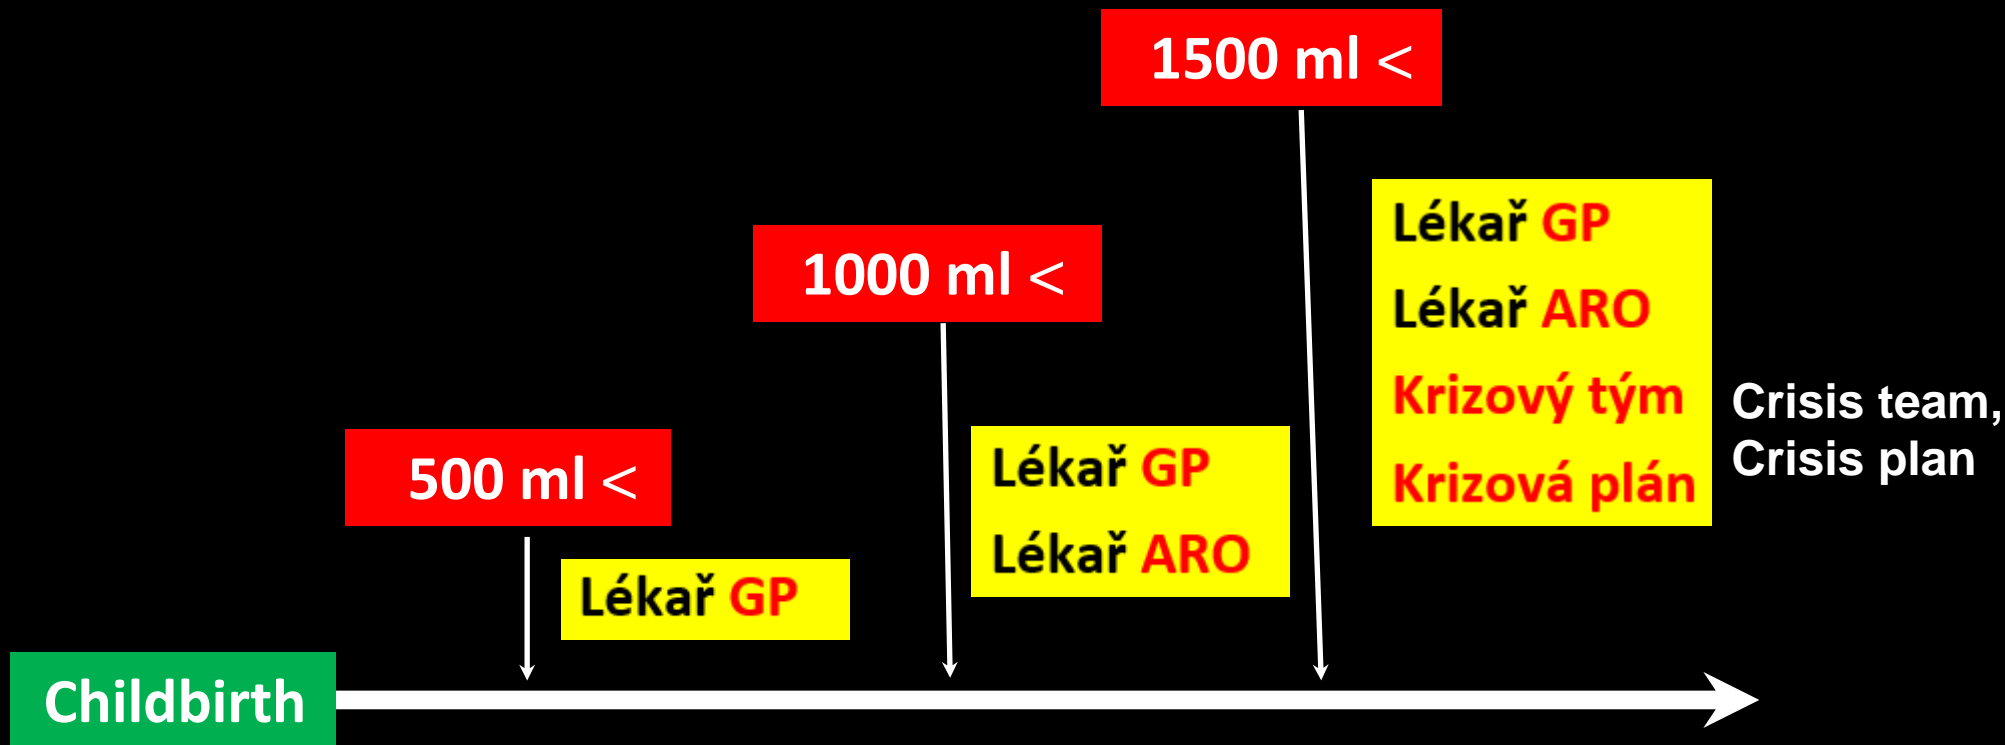 1500 ml <
Lékař GP
Lékař ARO
Krizový tým
Krizová plán
Crisis team,
Crisis plan
1000 ml <
Lékař GP
Lékař ARO
500 ml <
Lékař GP
Childbirth